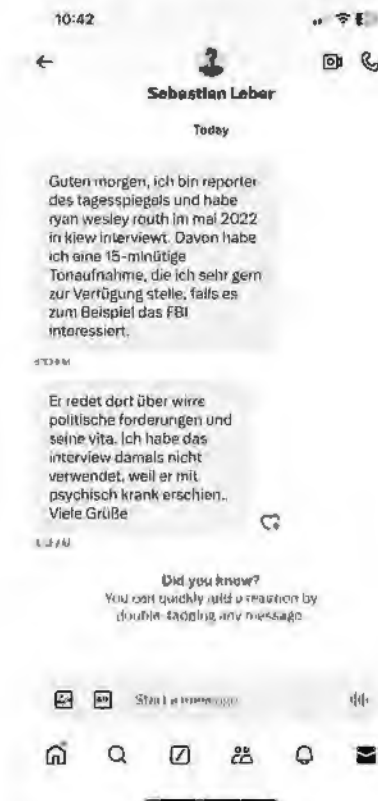 10:42
Sebastian Leber
Today
Guten morgen, ich bin reporter
des tagesspiegels und habe
ryan wesley routh im mai 2022
in kiew interviewt. Davon habe
ich eine 15-minütige
Tonaufnahme, die ich sehr gern
zur Verfügung stelle, falls es
zum Beispiel das FBI
interessiert.
Er redet dort über wirre
politische forderungen und
seine vita. Ich habe das
interview damals nicht
verwendet, weil er mit
psychisch krank erschien..
Viele Grüße
Did you know?
You can quickly add a reaction by
double-tapping any message
Start a message